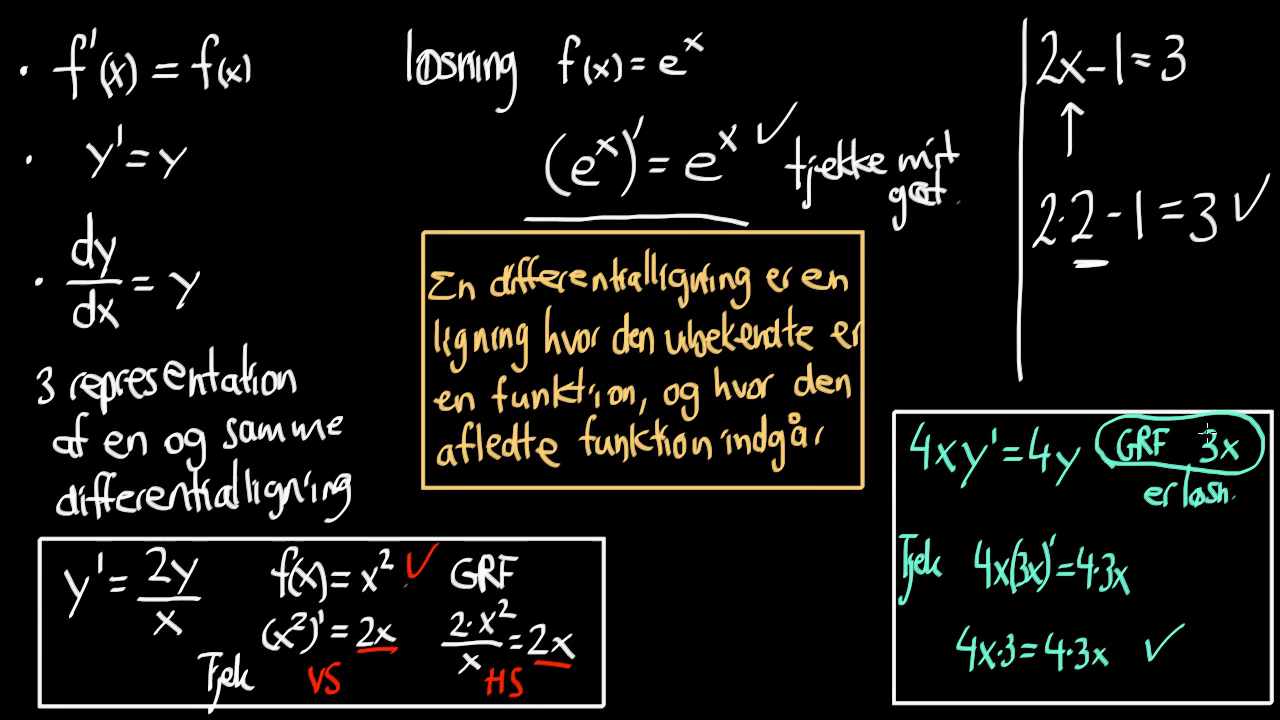 · f'(x) = f(x)
· y' = y
· dy/dx = y
3 representation
af en og samme
differentialligning
løsning f(x) = e^x
(e^x)' = e^x ✓ tjekke mit
gæt.
2x - 1 = 3
↑
2·2 - 1 = 3 ✓
En differentialligning er en
ligning hvor den ubekendte er
en funktion, og hvor den
afledte funktion indgår
y' = 2y/x f(x) = x² ✓ GRF
Tjek (x²)' = 2x 2·x²/x = 2x
VS HS
4xy' = 4y GRF 3x
er løsn.
Tjek 4x(3x)' = 4·3x
4x·3 = 4·3x ✓